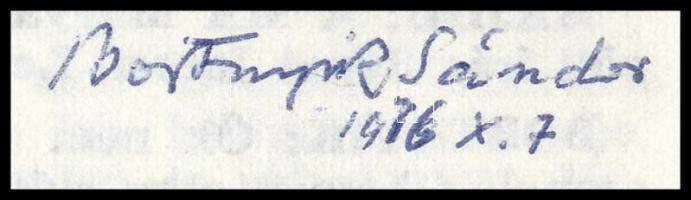 Bortnyik Sándor
1976 X. 7